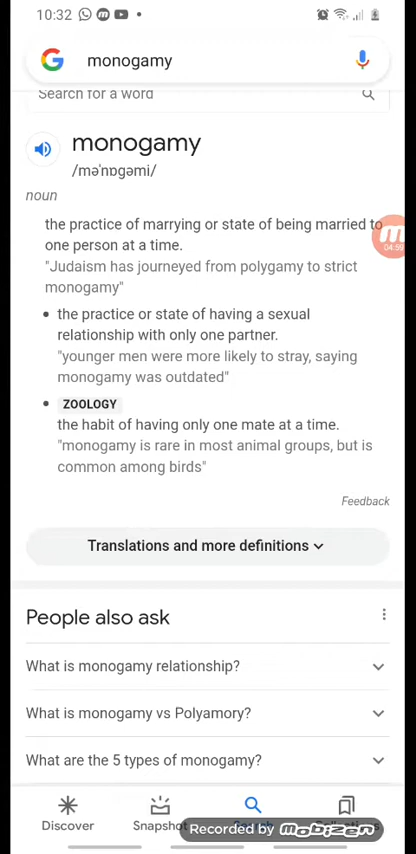 10:32
monogamy
Search for a word
monogamy
/məˈnɒɡəmi/
noun
the practice of marrying or state of being married to
one person at a time.
"Judaism has journeyed from polygamy to strict
monogamy"
the practice or state of having a sexual
relationship with only one partner.
"younger men were more likely to stray, saying
monogamy was outdated"
ZOOLOGY
the habit of having only one mate at a time.
"monogamy is rare in most animal groups, but is
common among birds"
04:59
Feedback
Translations and more definitions
People also ask
What is monogamy relationship?
What is monogamy vs Polyamory?
What are the 5 types of monogamy?
Discover
Snapshot
Recorded by mobizen